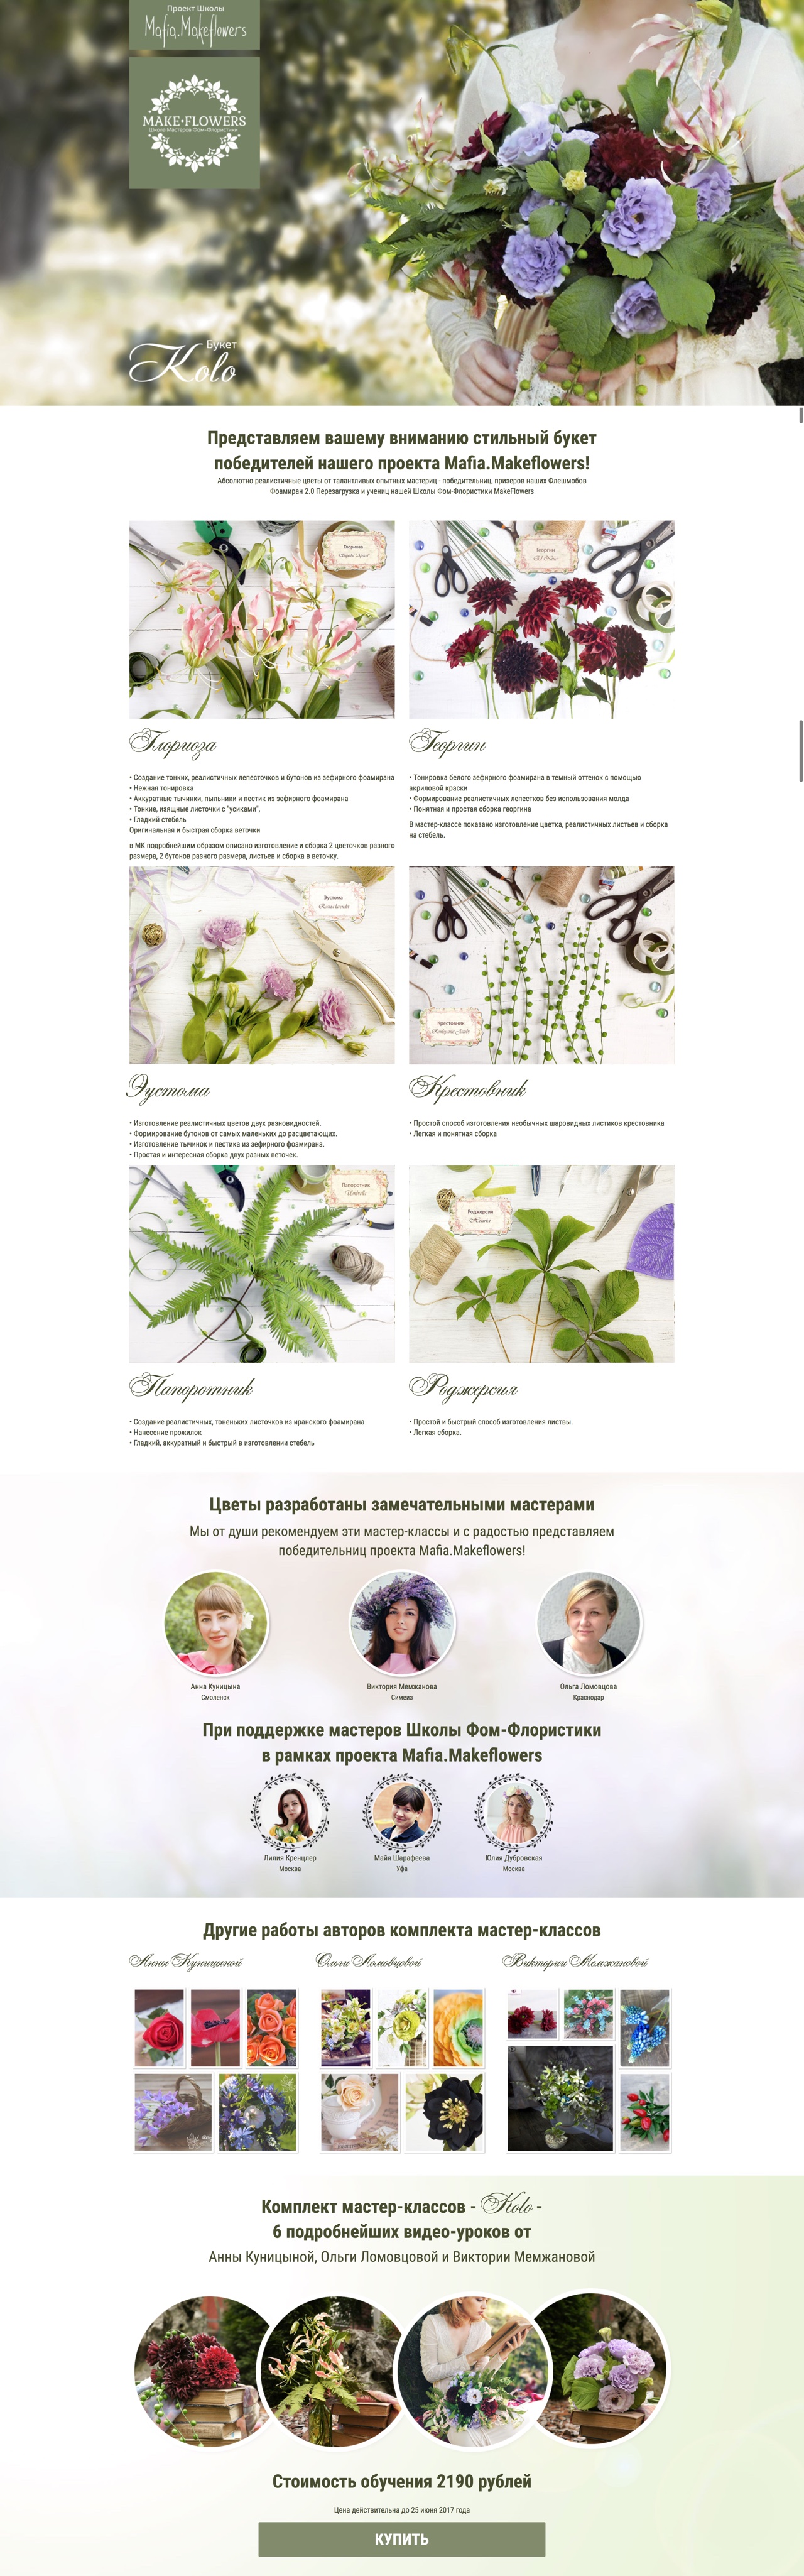 Проект Школы
Mafia.Makeflowers
MAKE•FLOWERS
Школа Мастеров Фом-Флористики
Букет
Kolo
Представляем вашему вниманию стильный букет
победителей нашего проекта Mafia.Makeflowers!
Абсолютно реалистичные цветы от талантливых опытных мастериц - победительниц, призеров наших Флешмобов
Фоамиран 2.0 Перезагрузка и учениц нашей Школы Фом-Флористики MakeFlowers
Глориоза
Георгин
Глориоза
• Создание тонких, реалистичных лепесточков и бутонов из зефирного фоамирана
• Нежная тонировка
• Аккуратные тычинки, пыльники и пестик из зефирного фоамирана
• Тонкие, изящные листочки с "усиками",
• Гладкий стебель
Оригинальная и быстрая сборка веточки
в МК подробнейшим образом описано изготовление и сборка 2 цветочков разного
размера, 2 бутонов разного размера, листьев и сборка в веточку.
Георгин
• Тонировка белого зефирного фоамирана в темный оттенок с помощью
акриловой краски
• Формирование реалистичных лепестков без использования молда
• Понятная и простая сборка георгина
В мастер-классе показано изготовление цветка, реалистичных листьев и сборка
на стебель.
Эустома
Крестовник
Эустома
• Изготовление реалистичных цветов двух разновидностей.
• Формирование бутонов от самых маленьких до расцветающих.
• Изготовление тычинок и пестика из зефирного фоамирана.
• Простая и интересная сборка двух разных веточек.
Крестовник
• Простой способ изготовления необычных шаровидных листиков крестовника
• Легкая и понятная сборка
Папоротник
Роджерсия
Папоротник
• Создание реалистичных, тоненьких листочков из иранского фоамирана
• Нанесение прожилок
• Гладкий, аккуратный и быстрый в изготовлении стебель
Роджерсия
• Простой и быстрый способ изготовления листвы.
• Легкая сборка.
Цветы разработаны замечательными мастерами
Мы от души рекомендуем эти мастер-классы и с радостью представляем
победительниц проекта Mafia.Makeflowers!
Анна Куницына
Смоленск
Виктория Мемжанова
Симеиз
Ольга Ломовцова
Краснодар
При поддержке мастеров Школы Фом-Флористики
в рамках проекта Mafia.Makeflowers
Лилия Кренцлер
Москва
Майя Шарафеева
Уфа
Юлия Дубровская
Москва
Другие работы авторов комплекта мастер-классов
Анны Куницыной
Ольги Ломовцовой
Виктории Мемжановой
Комплект мастер-классов - Kolo -
6 подробнейших видео-уроков от
Анны Куницыной, Ольги Ломовцовой и Виктории Мемжановой
Стоимость обучения 2190 рублей
Цена действительна до 25 июня 2017 года
КУПИТЬ